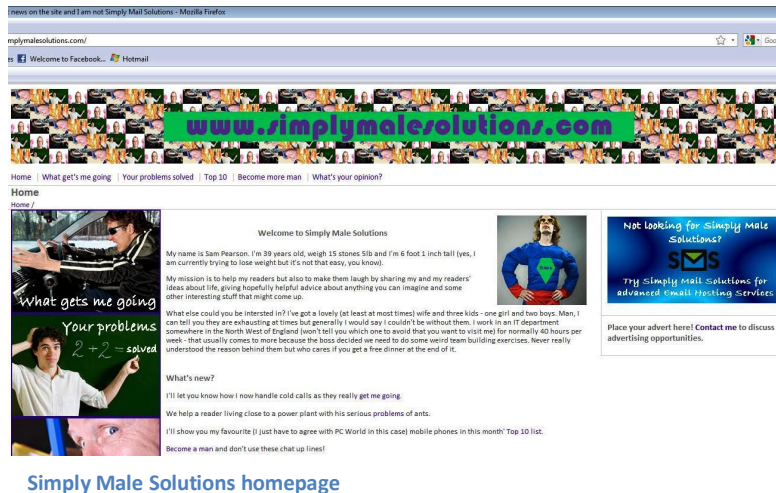 t news on the site and I am not Simply Mail Solutions - Mozilla Firefox
mplymalesolutions.com/
es Welcome to Facebook... Hotmail
www.simplymalesolutions.com
Home | What get's me going | Your problems solved | Top 10 | Become more man | What's your opinion?
Home
Home /
What gets me going
Your problems
2 + 2 = solved
Welcome to Simply Male Solutions
My name is Sam Pearson. I'm 39 years old, weigh 15 stones 5lb and I'm 6 foot 1 inch tall (yes, I
am currently trying to lose weight but it's not that easy, you know).
My mission is to help my readers but also to make them laugh by sharing my and my readers'
ideas about life, giving hopefully helpful advice about anything you can imagine and some
other interesting stuff that might come up.
What else could you be intersted in? I've got a lovely (at least at most times) wife and three kids - one girl and two boys. Man, I
can tell you they are exhausting at times but generally I would say I couldn't be without them. I work in an IT department
somewhere in the North West of England (won't tell you which one to avoid that you want to visit me) for normally 40 hours per
week - that usually comes to more because the boss decided we need to do some weird team building exercises. Never really
understood the reason behind them but who cares if you get a free dinner at the end of it.
What's new?
I'll let you know how I now handle cold calls as they really get me going.
We help a reader living close to a power plant with his serious problems of ants.
I'll show you my favourite (I just have to agree with PC World in this case) mobile phones in this month' Top 10 list.
Become a man and don't use these chat up lines!
Not looking for Simply Male
Solutions?
SMS
Try Simply Mail Solutions for
advanced Email Hosting Services
Place your advert here! Contact me to discuss
advertising opportunities.
Simply Male Solutions homepage